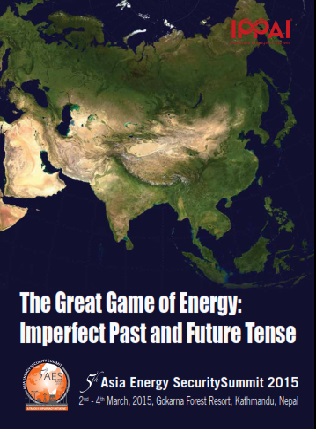 IPPAI
The Great Game of Energy:
Imperfect Past and Future Tense
AES
5th Asia Energy SecuritySummit 2015
2nd - 4th March, 2015, Gokarna Forest Resort, Kathmandu, Nepal